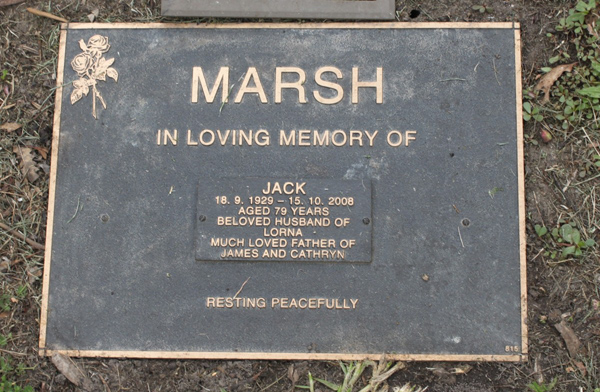 MARSH
IN LOVING MEMORY OF
JACK
18. 9. 1929 – 15. 10. 2008
AGED 79 YEARS
BELOVED HUSBAND OF
LORNA
MUCH LOVED FATHER OF
JAMES AND CATHRYN
RESTING PEACEFULLY